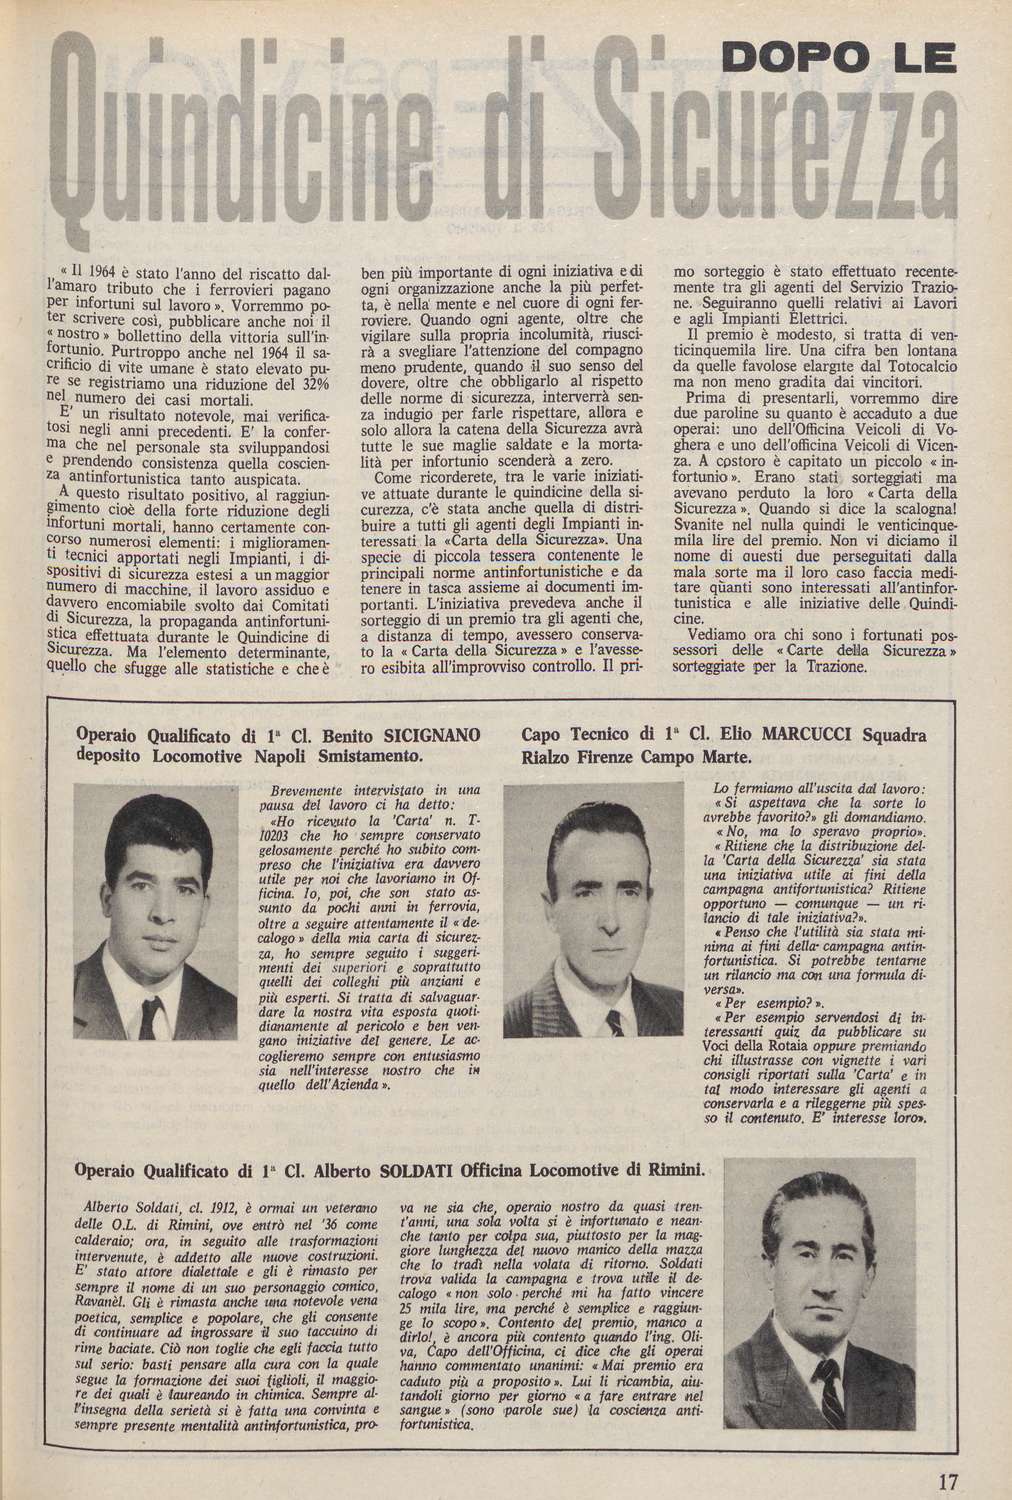 DOPO LE
Quindicine di Sicurezza
« Il 1964 è stato l'anno del riscatto dal-
l'amaro tributo che i ferrovieri pagano
per infortuni sul lavoro ». Vorremmo po-
ter scrivere così, pubblicare anche noi il
« nostro » bollettino della vittoria sull'in-
fortunio. Purtroppo anche nel 1964 il sa-
crificio di vite umane è stato elevato pu-
re se registriamo una riduzione del 32%
nel numero dei casi mortali.
E' un risultato notevole, mai verifica-
tosi negli anni precedenti. E' la confer-
ma che nel personale sta sviluppandosi
e prendendo consistenza quella coscien-
za antinfortunistica tanto auspicata.
A questo risultato positivo, al raggiun-
gimento cioè della forte riduzione degli
infortuni mortali, hanno certamente con-
corso numerosi elementi: i miglioramen-
ti tecnici apportati negli Impianti, i di-
spositivi di sicurezza estesi a un maggior
numero di macchine, il lavoro assiduo e
davvero encomiabile svolto dai Comitati
di Sicurezza, la propaganda antinfortuni-
stica effettuata durante le Quindicine di
Sicurezza. Ma l'elemento determinante,
quello che sfugge alle statistiche e che è
ben più importante di ogni iniziativa e di
ogni organizzazione anche la più perfet-
ta, è nella mente e nel cuore di ogni fer-
roviere. Quando ogni agente, oltre che
vigilare sulla propria incolumità, riusci-
rà a svegliare l'attenzione del compagno
meno prudente, quando il suo senso del
dovere, oltre che obbligarlo al rispetto
delle norme di sicurezza, interverrà sen-
za indugio per farle rispettare, allora e
solo allora la catena della Sicurezza avrà
tutte le sue maglie saldate e la morta-
lità per infortunio scenderà a zero.
Come ricorderete, tra le varie iniziati-
ve attuate durante le quindicine della si-
curezza, c'è stata anche quella di distri-
buire a tutti gli agenti degli Impianti in-
teressati la «Carta della Sicurezza». Una
specie di piccola tessera contenente le
principali norme antinfortunistiche e da
tenere in tasca assieme ai documenti im-
portanti. L'iniziativa prevedeva anche il
sorteggio di un premio tra gli agenti che,
a distanza di tempo, avessero conserva-
to la « Carta della Sicurezza » e l'avesse-
ro esibita all'improvviso controllo. Il pri-
mo sorteggio è stato effettuato recente-
mente tra gli agenti del Servizio Trazio-
ne. Seguiranno quelli relativi ai Lavori
e agli Impianti Elettrici.
Il premio è modesto, si tratta di ven-
ticinquemila lire. Una cifra ben lontana
da quelle favolose elargite dal Totocalcio
ma non meno gradita dai vincitori.
Prima di presentarli, vorremmo dire
due paroline su quanto è accaduto a due
operai: uno dell'Officina Veicoli di Vo-
ghera e uno dell'officina Veicoli di Vicen-
za. A costoro è capitato un piccolo « in-
fortunio ». Erano stati sorteggiati ma
avevano perduto la loro « Carta della
Sicurezza ». Quando si dice la scalogna!
Svanite nel nulla quindi le venticinque-
mila lire del premio. Non vi diciamo il
nome di questi due perseguitati dalla
mala sorte ma il loro caso faccia medi-
tare quanti sono interessati all'antinfor-
tunistica e alle iniziative delle Quindi-
cine.
Vediamo ora chi sono i fortunati pos-
sessori delle « Carte della Sicurezza »
sorteggiate per la Trazione.
Operaio Qualificato di 1ª Cl. Benito SICIGNANO
deposito Locomotive Napoli Smistamento.
Brevemente intervistato in una
pausa del lavoro ci ha detto:
«Ho ricevuto la 'Carta' n. T-
10203 che ho sempre conservato
gelosamente perché ho subito com-
preso che l'iniziativa era davvero
utile per noi che lavoriamo in Of-
ficina. Io, poi, che son stato as-
sunto da pochi anni in ferrovia,
oltre a seguire attentamente il « de-
calogo » della mia carta di sicurez-
za, ho sempre seguito i suggeri-
menti dei superiori e soprattutto
quelli dei colleghi più anziani e
più esperti. Si tratta di salvaguar-
dare la nostra vita esposta quoti-
dianamente al pericolo e ben ven-
gano iniziative del genere. Le ac-
coglieremo sempre con entusiasmo
sia nell'interesse nostro che in
quello dell'Azienda ».
Capo Tecnico di 1ª Cl. Elio MARCUCCI Squadra
Rialzo Firenze Campo Marte.
Lo fermiamo all'uscita dal lavoro:
« Si aspettava che la sorte lo
avrebbe favorito?» gli domandiamo.
« No, ma lo speravo proprio».
« Ritiene che la distribuzione del-
la 'Carta della Sicurezza' sia stata
una iniziativa utile ai fini della
campagna antifortunistica? Ritiene
opportuno — comunque — un ri-
lancio di tale iniziativa?».
« Penso che l'utilità sia stata mi-
nima ai fini della campagna antin-
fortunistica. Si potrebbe tentarne
un rilancio ma con una formula di-
versa».
« Per esempio? ».
« Per esempio servendosi di in-
teressanti quiz da pubblicare su
Voci della Rotaia oppure premiando
chi illustrasse con vignette i vari
consigli riportati sulla 'Carta' e in
tal modo interessare gli agenti a
conservarla e a rileggerne più spes-
so il contenuto. E' interesse loro».
Operaio Qualificato di 1ª Cl. Alberto SOLDATI Officina Locomotive di Rimini.
Alberto Soldati, cl. 1912, è ormai un veterano
delle O.L. di Rimini, ove entrò nel '36 come
calderaio; ora, in seguito alle trasformazioni
intervenute, è addetto alle nuove costruzioni.
E' stato attore dialettale e gli è rimasto per
sempre il nome di un suo personaggio comico,
Ravanèl. Gli è rimasta anche una notevole vena
poetica, semplice e popolare, che gli consente
di continuare ad ingrossare il suo taccuino di
rime baciate. Ciò non toglie che egli faccia tutto
sul serio: basti pensare alla cura con la quale
segue la formazione dei suoi figlioli, il maggio-
re dei quali è laureando in chimica. Sempre al-
l'insegna della serietà si è fatta una convinta e
sempre presente mentalità antinfortunistica, pro-
va ne sia che, operaio nostro da quasi tren-
t'anni, una sola volta si è infortunato e nean-
che tanto per colpa sua, piuttosto per la mag-
giore lunghezza del nuovo manico della mazza
che lo tradì nella volata di ritorno. Soldati
trova valida la campagna e trova utile il de-
calogo « non solo perché mi ha fatto vincere
25 mila lire, ma perché è semplice e raggiun-
ge lo scopo ». Contento del premio, manco a
dirlo!, è ancora più contento quando l'ing. Oli-
va, Capo dell'Officina, ci dice che gli operai
hanno commentato unanimi: « Mai premio era
caduto più a proposito ». Lui li ricambia, aiu-
tandoli giorno per giorno « a fare entrare nel
sangue » (sono parole sue) la coscienza anti-
fortunistica.
17